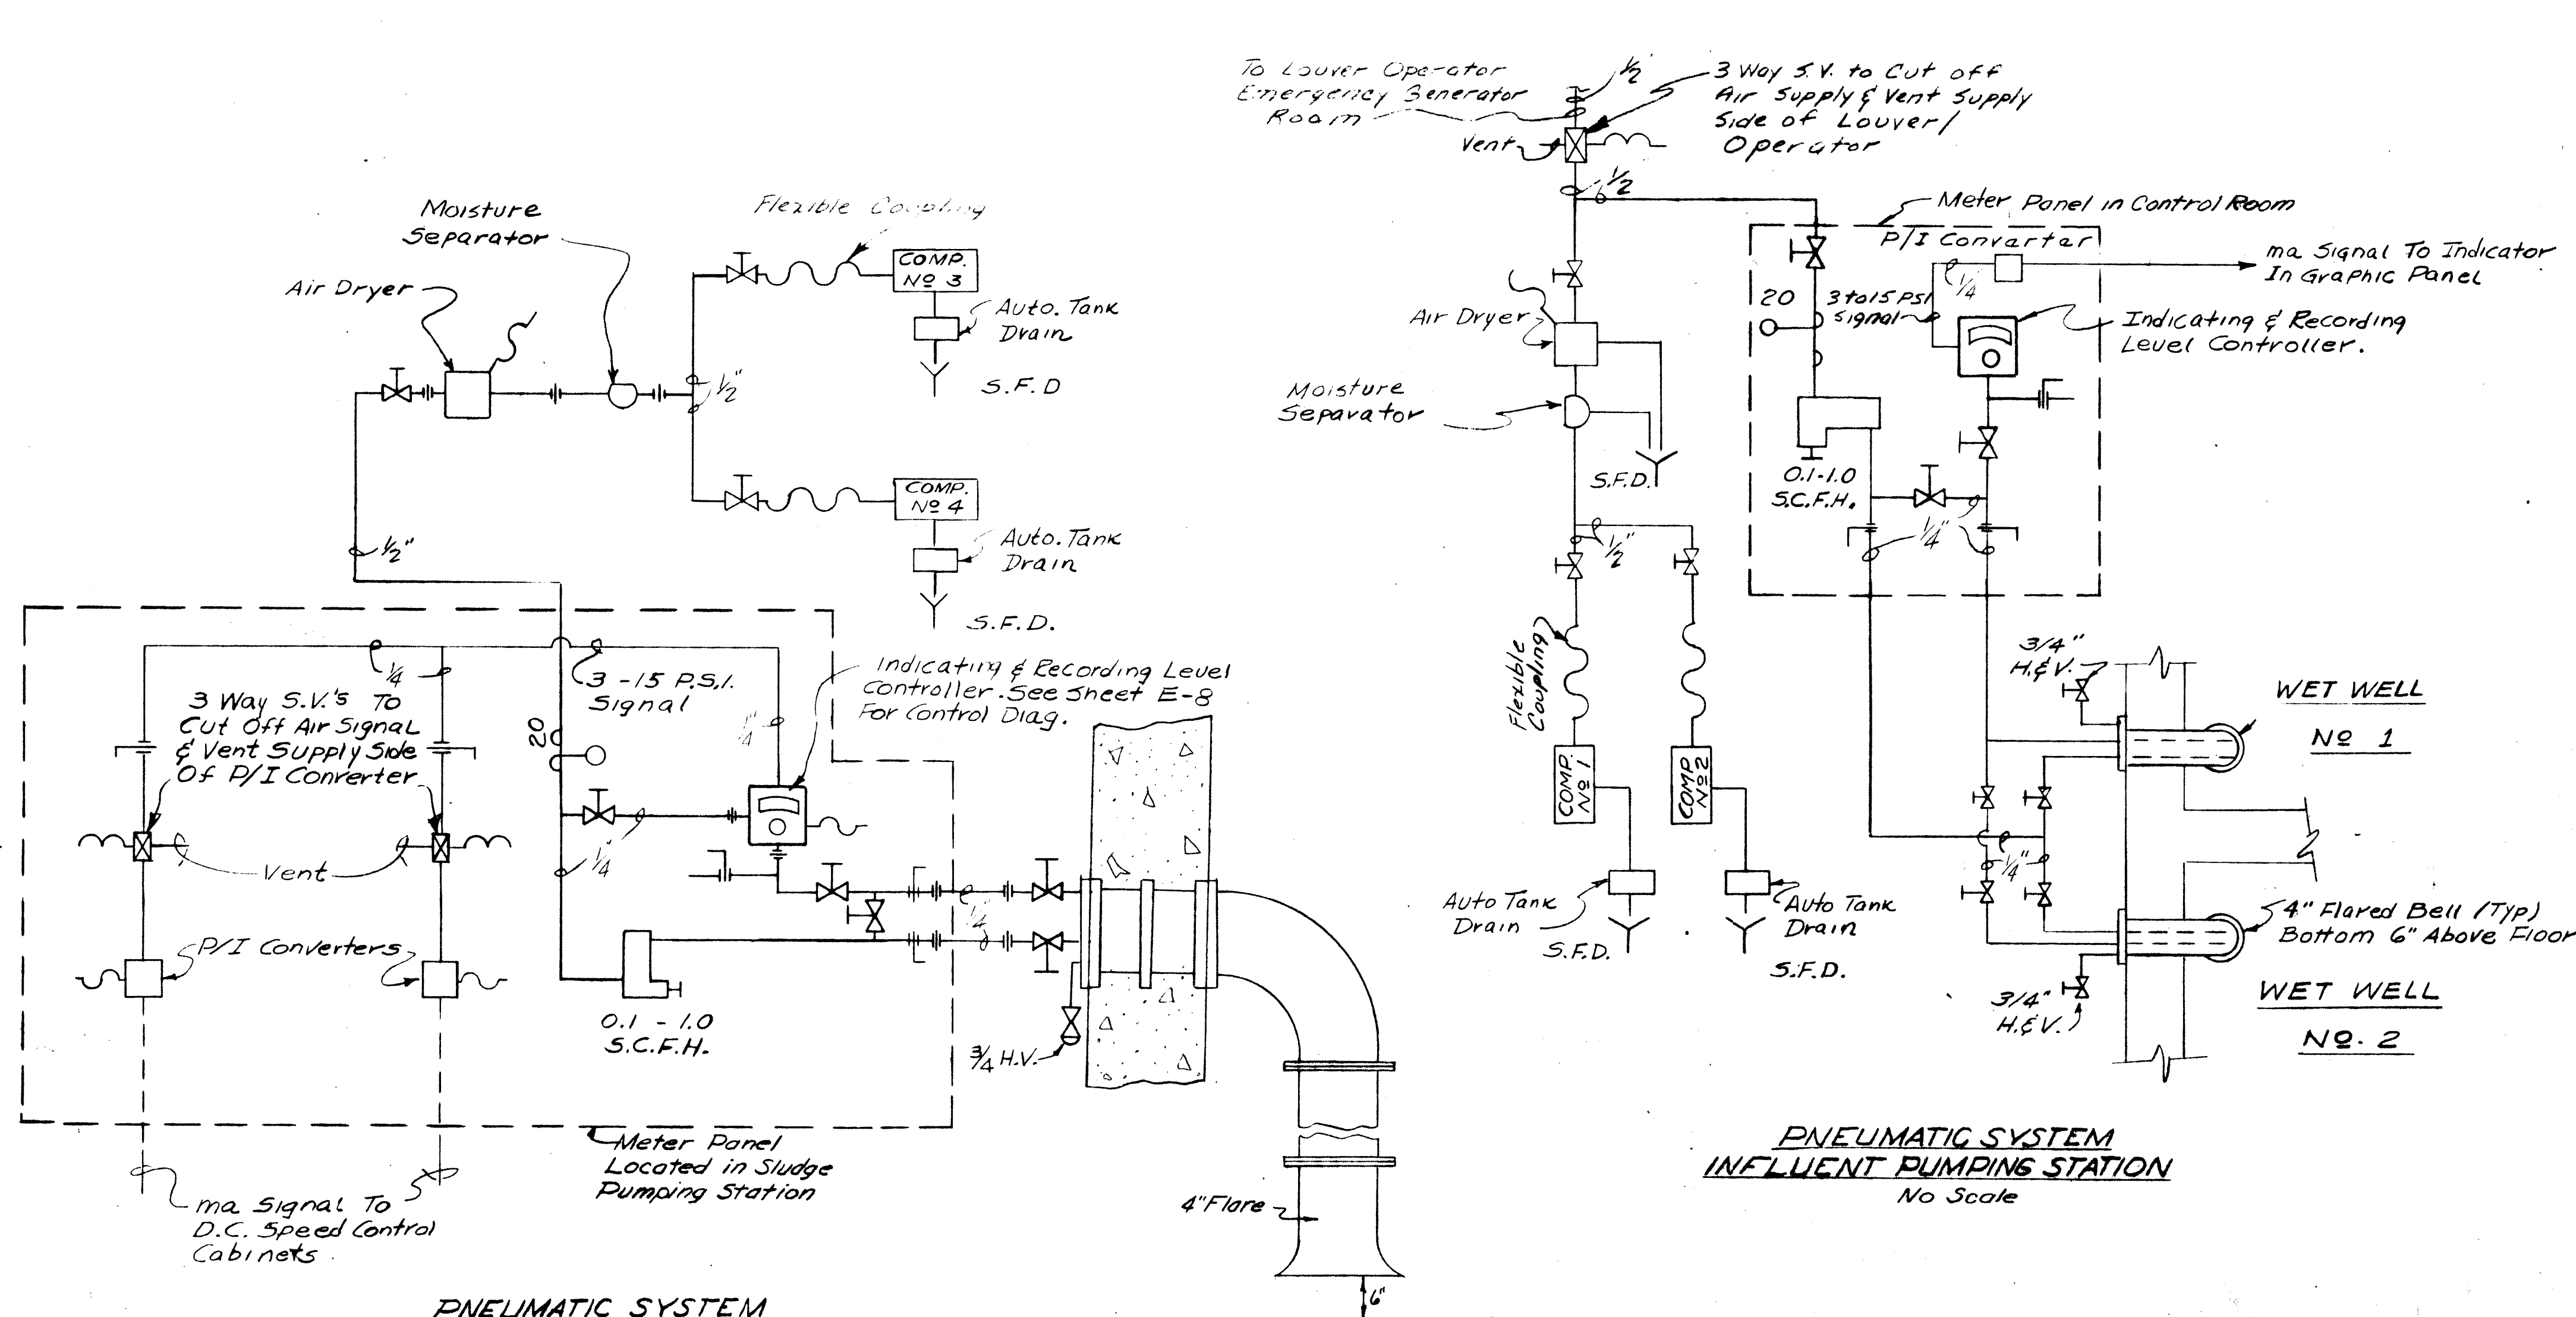 Moisture
Separator
Flexible Coupling
Air Dryer
COMP.
Nº 3
Auto. Tank
Drain
S.F.D
1/2"
COMP.
Nº 4
Auto. Tank
Drain
S.F.D.
1/2"
1/4
3 - 15 P.S.I.
Signal
1/4"
Indicating & Recording Level
Controller. See Sheet E-8
For Control Diag.
3 Way S.V.'s To
Cut Off Air Signal
& Vent Supply Side
Of P/I Converter
20
Vent
1/4
1/4
P/I Converters
0.1 - 1.0
S.C.F.H.
3/4 H.V.
Meter Panel
Located in Sludge
Pumping Station
ma Signal To
D.C. Speed Control
Cabinets.
4" Flare
6"
PNEUMATIC SYSTEM
To Louver Operator
Emergency Generator
Room
1/2
3 Way S.V. to Cut off
Air Supply & Vent Supply
Side of Louver/
Operator
Vent
1/2
Meter Panel in Control Room
P/I Converter
ma Signal To Indicator
In Graphic Panel
1/4
20
3 to 15 PSI
Signal
Indicating & Recording
Level Controller.
Air Dryer
Moisture
Separator
S.F.D.
0.1-1.0
S.C.F.H.
1/4"
1/2"
Flexible
Coupling
COMP.
Nº 1
COMP.
Nº 2
Auto Tank
Drain
S.F.D.
Auto Tank
Drain
S.F.D.
3/4"
H.&V.
WET WELL
Nº 1
1/4"
4" Flared Bell (Typ)
Bottom 6" Above Floor
3/4"
H.&V.
WET WELL
Nº. 2
PNEUMATIC SYSTEM
INFLUENT PUMPING STATION
No Scale